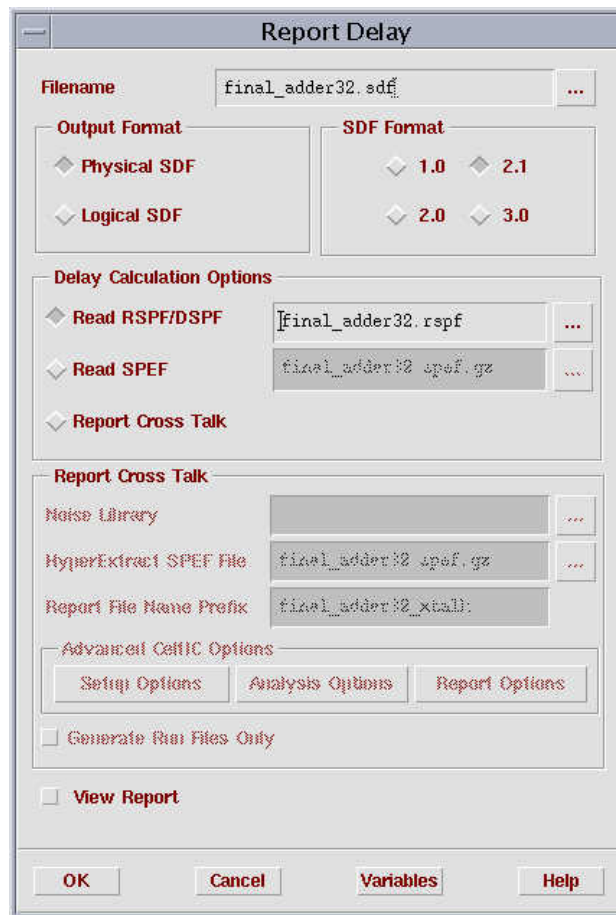 Report Delay
Filename final_adder32.sdf ...
Output Format
Physical SDF
Logical SDF
SDF Format
1.0 2.1
2.0 3.0
Delay Calculation Options
Read RSPF/DSPF final_adder32.rspf ...
Read SPEF final_adder32.spef.gz ...
Report Cross Talk
Report Cross Talk
Noise Library ...
HyperExtract SPEF File final_adder32.spef.gz ...
Report File Name Prefix final_adder32_xtalk
Advanced CeltIC Options
Setup Options Analysis Options Report Options
Generate Run Files Only
View Report
OK Cancel Variables Help